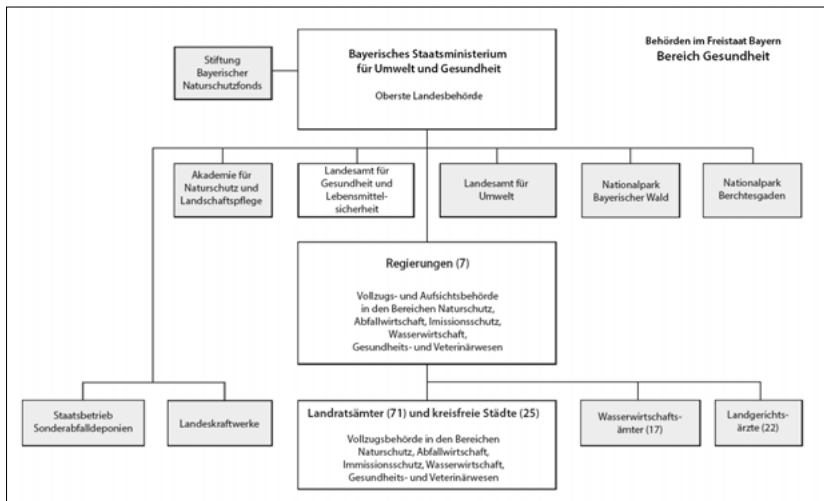 Stiftung
Bayerischer
Naturschutzfonds
Bayerisches Staatsministerium
für Umwelt und Gesundheit
Oberste Landesbehörde
Behörden im Freistaat Bayern
Bereich Gesundheit
Akademie für
Naturschutz und
Landschaftspflege
Landesamt für
Gesundheit und
Lebensmittel-
sicherheit
Landesamt für
Umwelt
Nationalpark
Bayerischer Wald
Nationalpark
Berchtesgaden
Regierungen (7)
Vollzugs- und Aufsichtsbehörde
in den Bereichen Naturschutz,
Abfallwirtschaft, Imissionsschutz,
Wasserwirtschaft,
Gesundheits- und Veterinärwesen
Staatsbetrieb
Sonderabfalldeponien
Landeskraftwerke
Landratsämter (71) und kreisfreie Städte (25)
Vollzugsbehörde in den Bereichen
Naturschutz, Abfallwirtschaft,
Immissionsschutz, Wasserwirtschaft,
Gesundheits- und Veterinärwesen
Wasserwirtschafts-
ämter (17)
Landgerichts-
ärzte (22)